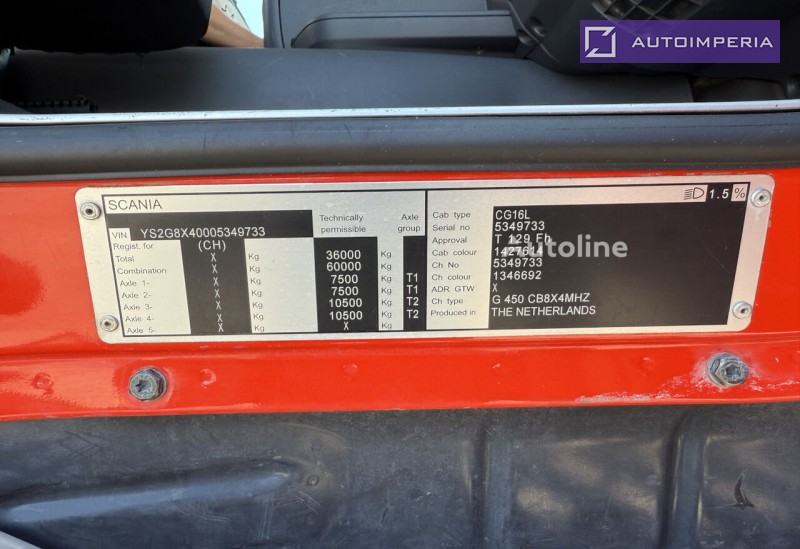 AUTOIMPERIA
SCANIA
VIN YS2G8X40005349733
Regist. for (CH)
Technically permissible
Axle group
Total X Kg 36000 Kg
Combination X Kg 60000 Kg
Axle 1- X Kg 7500 Kg T1
Axle 2- X Kg 7500 Kg T1
Axle 3- X Kg 10500 Kg T2
Axle 4- X Kg 10500 Kg T2
Axle 5- X Kg X Kg
1.5 %
Cab type CG16L
Serial no 5349733
Approval T 129 Fh
Cab colour 1427614
Ch No 5349733
Ch colour 1346692
ADR. GTW X
Ch type G 450 CB8X4MHZ
Produced in THE NETHERLANDS
autoline